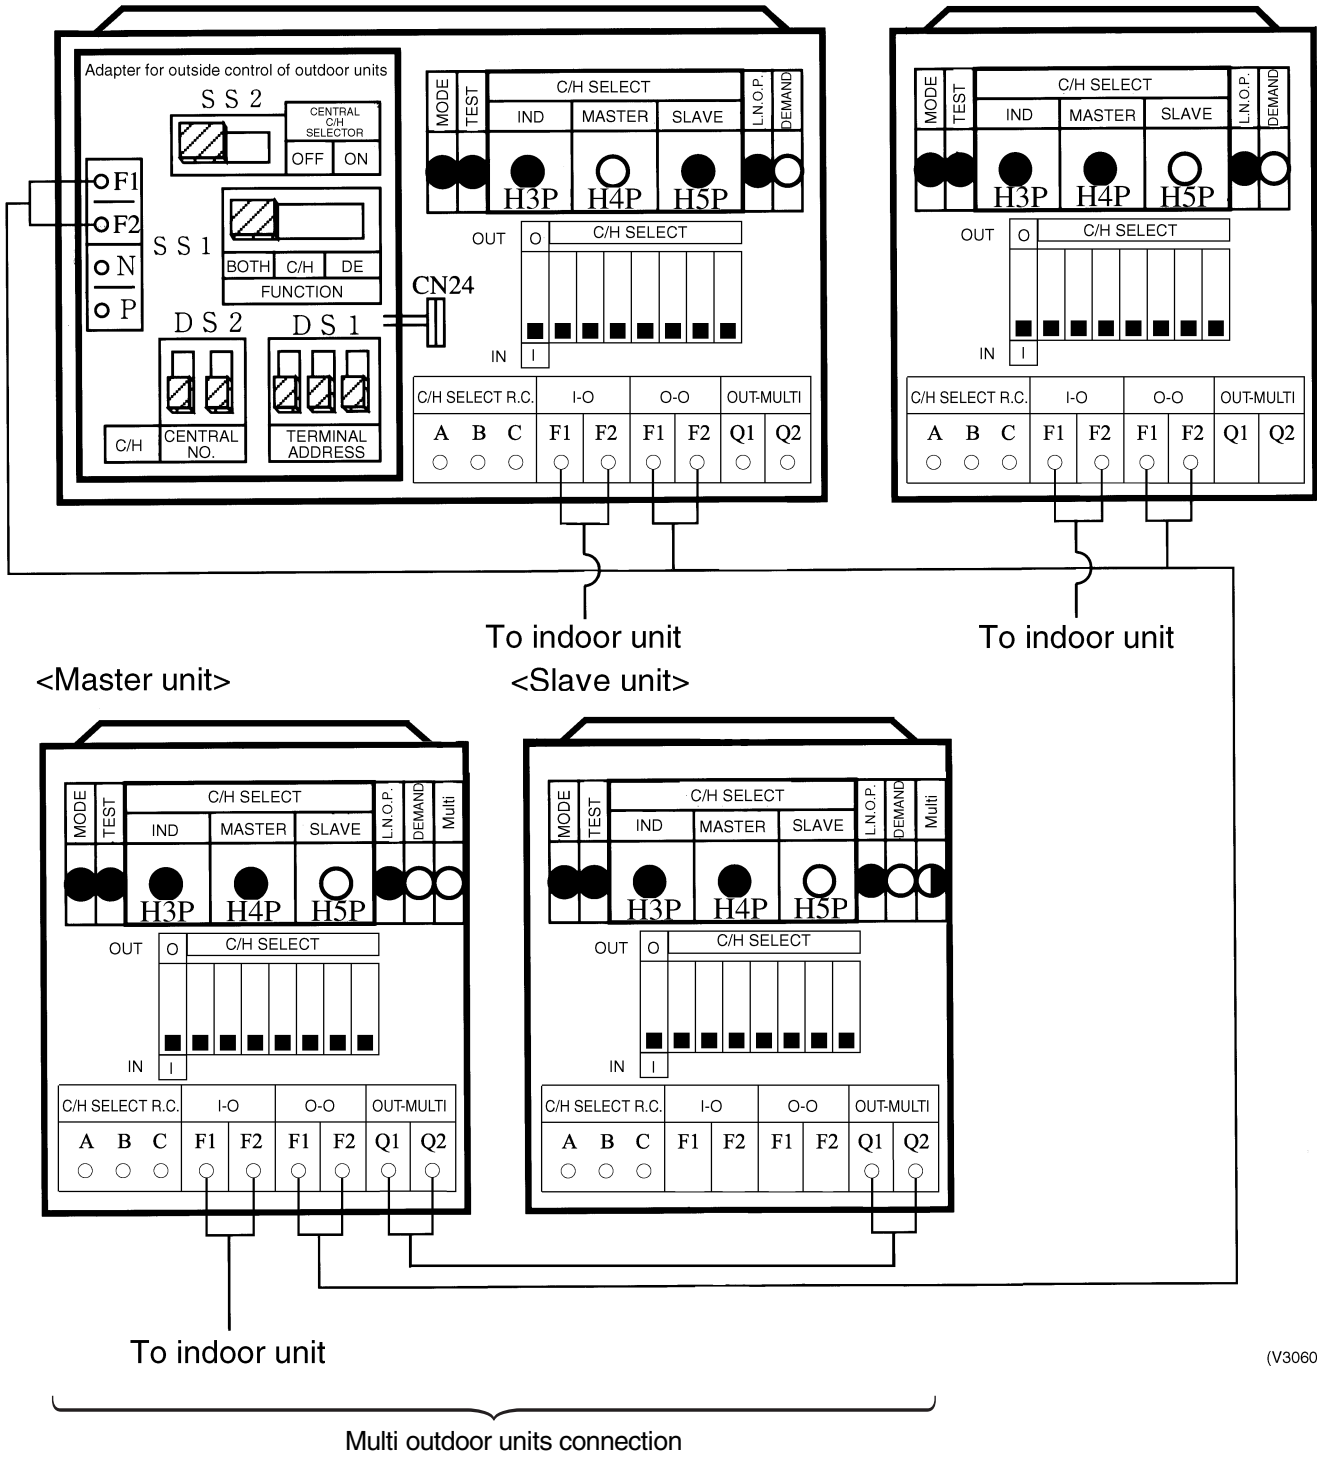 Adapter for outside control of outdoor units
S S 2
CENTRAL
C/H
SELECTOR
OFF ON
F1
F2
N
P
S S 1
BOTH C/H DE
FUNCTION
D S 2 D S 1
C/H
CENTRAL
NO.
TERMINAL
ADDRESS
CN24
MODE TEST C/H SELECT L.N.O.P. DEMAND
IND MASTER SLAVE
H3P H4P H5P
OUT O C/H SELECT
IN I
C/H SELECT R.C. I-O O-O OUT-MULTI
A B C F1 F2 F1 F2 Q1 Q2
To indoor unit
MODE TEST C/H SELECT L.N.O.P. DEMAND
IND MASTER SLAVE
H3P H4P H5P
OUT O C/H SELECT
IN I
C/H SELECT R.C. I-O O-O OUT-MULTI
A B C F1 F2 F1 F2 Q1 Q2
To indoor unit
<Master unit>
MODE TEST C/H SELECT L.N.O.P. DEMAND Multi
IND MASTER SLAVE
H3P H4P H5P
OUT O C/H SELECT
IN I
C/H SELECT R.C. I-O O-O OUT-MULTI
A B C F1 F2 F1 F2 Q1 Q2
To indoor unit
<Slave unit>
MODE TEST C/H SELECT L.N.O.P. DEMAND Multi
IND MASTER SLAVE
H3P H4P H5P
OUT O C/H SELECT
IN I
C/H SELECT R.C. I-O O-O OUT-MULTI
A B C F1 F2 F1 F2 Q1 Q2
(V3060
Multi outdoor units connection